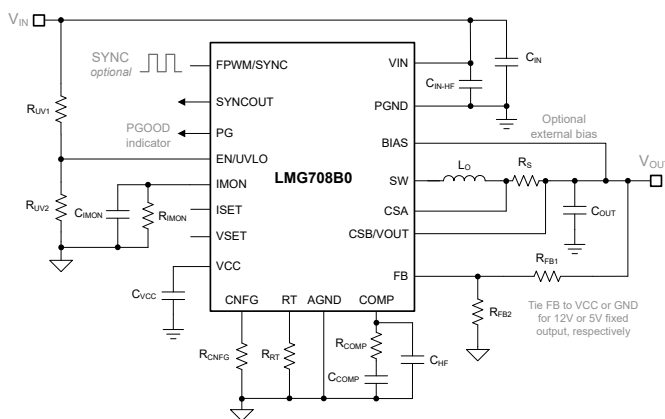 VIN
SYNC
optional
FPWM/SYNC
VIN
CIN
CIN-HF
RUV1
SYNCOUT
PGND
PGOOD
indicator
PG
BIAS
Optional
external bias
EN/UVLO
LMG708B0
SW
LO
RS
VOUT
RUV2
IMON
CIMON
RIMON
ISET
CSA
COUT
VSET
CSB/VOUT
VCC
FB
RFB1
CVCC
RFB2
Tie FB to VCC or GND
for 12V or 5V fixed
output, respectively
CNFG
RT
AGND
COMP
RCNFG
RRT
RCOMP
CCOMP
CHF